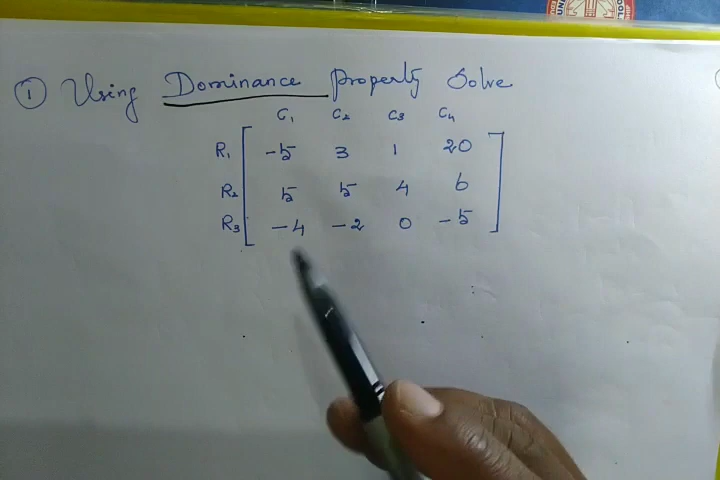 ① Using Dominance property Solve
C₁ C₂ C₃ C₄
R₁ -5 3 1 20
R₂ 5 5 4 6
R₃ -4 -2 0 -5